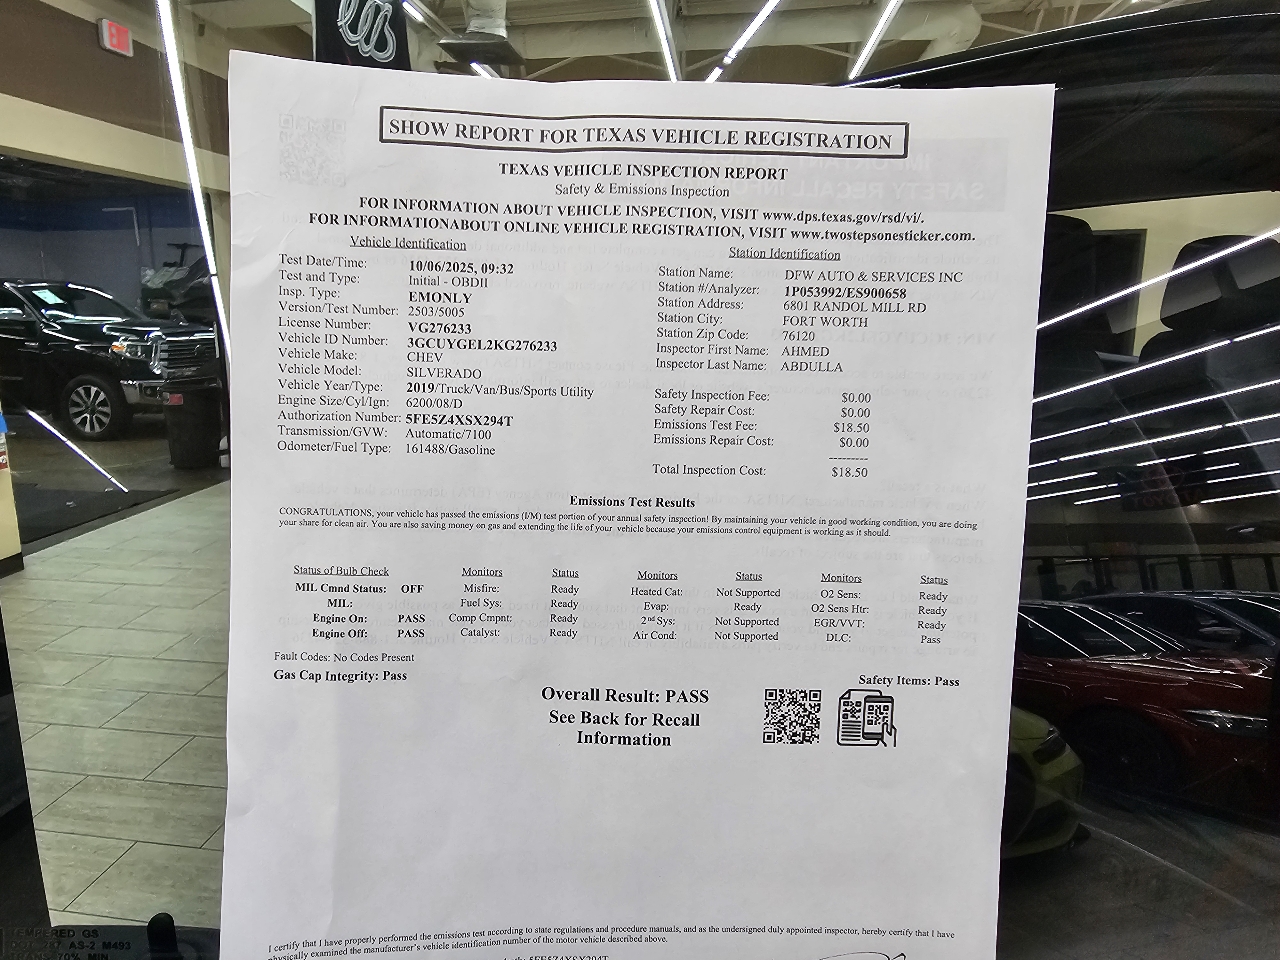 SHOW REPORT FOR TEXAS VEHICLE REGISTRATION
TEXAS VEHICLE INSPECTION REPORT
Safety & Emissions Inspection
FOR INFORMATION ABOUT VEHICLE INSPECTION, VISIT www.dps.texas.gov/rsd/vi/.
FOR INFORMATIONABOUT ONLINE VEHICLE REGISTRATION, VISIT www.twostepsonesticker.com.
Vehicle Identification
Test Date/Time: 10/06/2025, 09:32
Test and Type: Initial - OBDII
Insp. Type: EMONLY
Version/Test Number: 2503/5005
License Number: VG276233
Vehicle ID Number: 3GCUYGEL2KG276233
Vehicle Make: CHEV
Vehicle Model: SILVERADO
Vehicle Year/Type: 2019/Truck/Van/Bus/Sports Utility
Engine Size/Cyl/Ign: 6200/08/D
Authorization Number: 5FE5Z4XSX294T
Transmission/GVW: Automatic/7100
Odometer/Fuel Type: 161488/Gasoline
Station Identification
Station Name: DFW AUTO & SERVICES INC
Station #/Analyzer: 1P053992/ES900658
Station Address: 6801 RANDOL MILL RD
Station City: FORT WORTH
Station Zip Code: 76120
Inspector First Name: AHMED
Inspector Last Name: ABDULLA
Safety Inspection Fee: $0.00
Safety Repair Cost: $0.00
Emissions Test Fee: $18.50
Emissions Repair Cost: $0.00
----------
Total Inspection Cost: $18.50
Emissions Test Results
CONGRATULATIONS, your vehicle has passed the emissions (I/M) test portion of your annual safety inspection! By maintaining your vehicle in good working condition, you are doing
your share for clean air. You are also saving money on gas and extending the life of your vehicle because your emissions control equipment is working as it should.
Status of Bulb Check Monitors Status Monitors Status Monitors Status
MIL Cmnd Status: OFF Misfire: Ready Heated Cat: Not Supported O2 Sens: Ready
MIL: Fuel Sys: Ready Evap: Ready O2 Sens Htr: Ready
Engine On: PASS Comp Cmpnt: Ready 2nd Sys: Not Supported EGR/VVT: Ready
Engine Off: PASS Catalyst: Ready Air Cond: Not Supported DLC: Pass
Fault Codes: No Codes Present
Gas Cap Integrity: Pass
Safety Items: Pass
Overall Result: PASS
See Back for Recall
Information
I certify that I have properly performed the emissions test according to state regulations and procedure manuals, and as the undersigned duly appointed inspector, hereby certify that I have
physically examined the manufacturer's vehicle identification number of the motor vehicle described above.
5FE5Z4XSX294T
TEMPERED GS
AS-2 M493
70% MIN